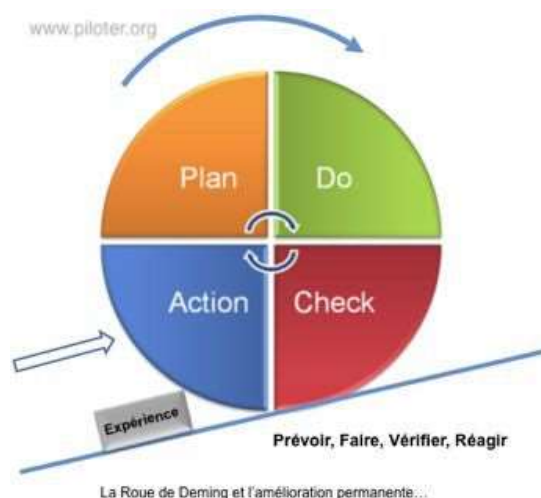 www.piloter.org
Plan
Do
Action
Check
Expérience
Prévoir, Faire, Vérifier, Réagir
La Roue de Deming et l'amélioration permanente...